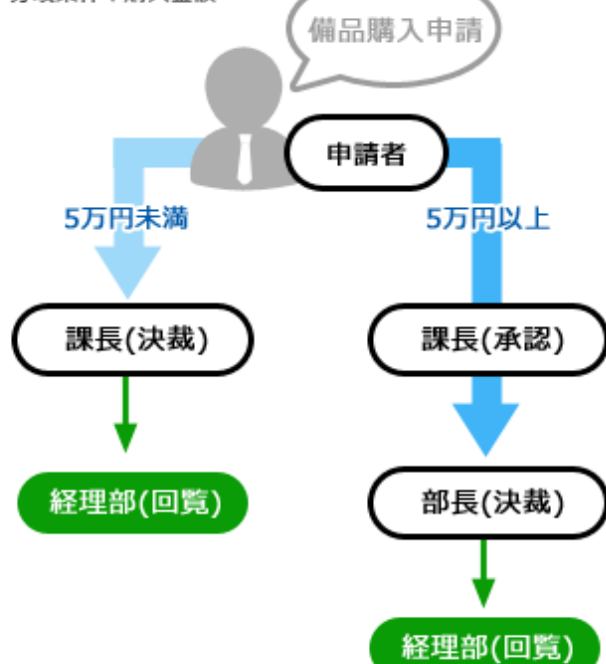 備品購入申請
申請者
5万円未満
5万円以上
課長(決裁)
課長(承認)
経理部(回覧)
部長(決裁)
経理部(回覧)